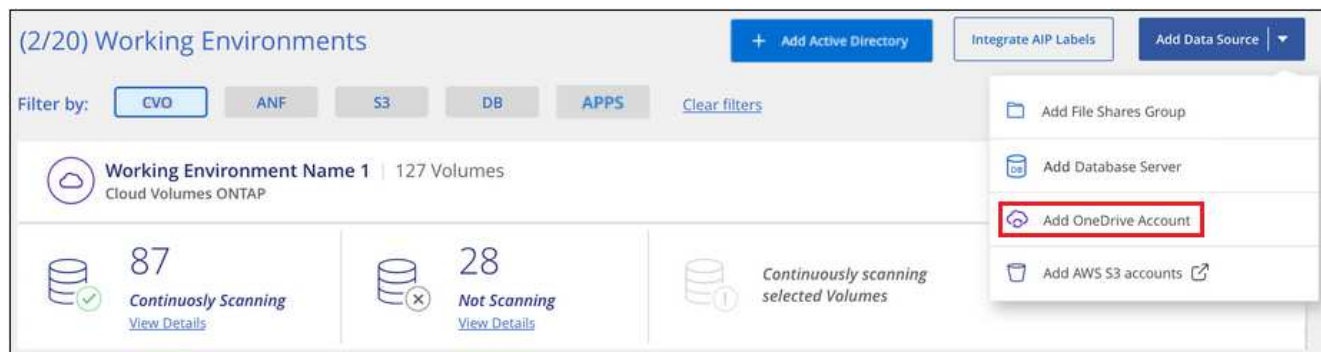 (2/20) Working Environments
+ Add Active Directory
Integrate AIP Labels
Add Data Source
Filter by:
CVO
ANF
S3
DB
APPS
Clear filters
Add File Shares Group
DB
Add Database Server
Add OneDrive Account
Add AWS S3 accounts
Working Environment Name 1 | 127 Volumes
Cloud Volumes ONTAP
87
Continuosly Scanning
View Details
28
Not Scanning
View Details
Continuously scanning
selected Volumes